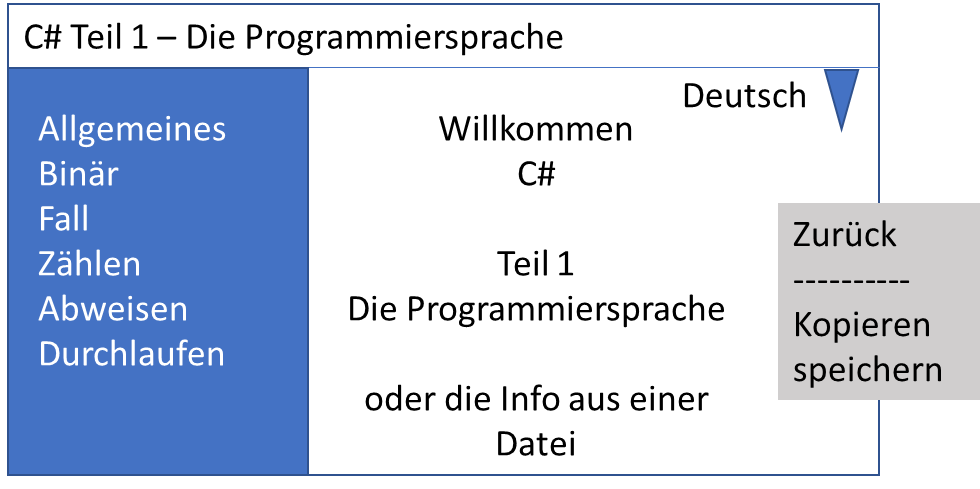 C# Teil 1 – Die Programmiersprache
Deutsch
Allgemeines
Binär
Fall
Zählen
Abweisen
Durchlaufen
Willkommen
C#
Teil 1
Die Programmiersprache
oder die Info aus einer
Datei
Zurück
----------
Kopieren
speichern